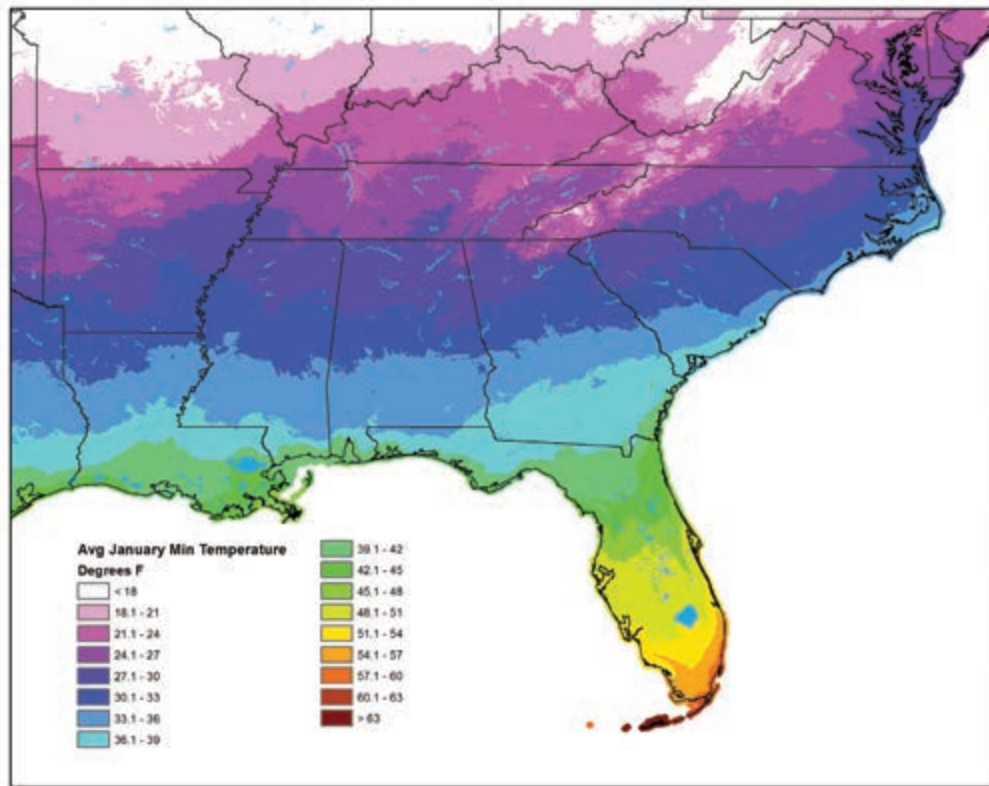 Avg January Min Temperature
Degrees F
< 18
18.1 - 21
21.1 - 24
24.1 - 27
27.1 - 30
30.1 - 33
33.1 - 36
36.1 - 39
39.1 - 42
42.1 - 45
45.1 - 48
48.1 - 51
51.1 - 54
54.1 - 57
57.1 - 60
60.1 - 63
> 63